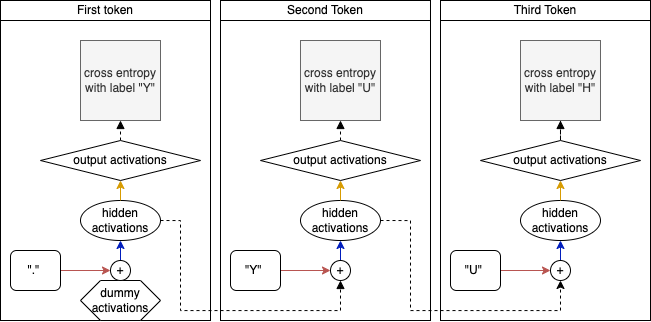 First token
cross entropy
with label "Y"
output activations
hidden
activations
"."
+
dummy
activations
Second Token
cross entropy
with label "U"
output activations
hidden
activations
"Y"
+
Third Token
cross entropy
with label "H"
output activations
hidden
activations
"U"
+